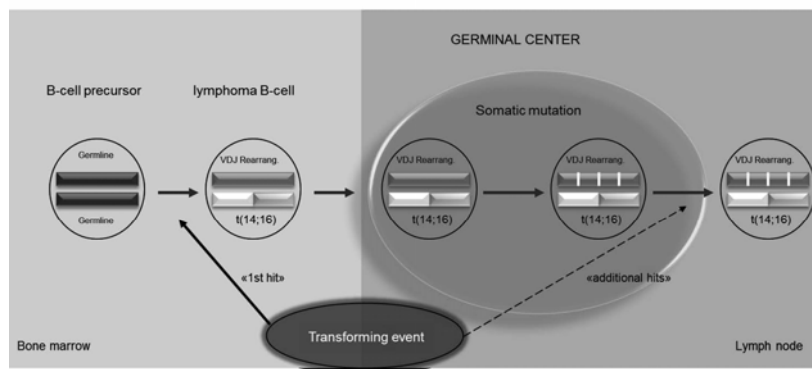 GERMINAL CENTER
B-cell precursor
lymphoma B-cell
Somatic mutation
Germline
Germline
VDJ Rearrang.
t(14;16)
VDJ Rearrang.
t(14;16)
VDJ Rearrang.
t(14;16)
VDJ Rearrang.
t(14;16)
«1st hit»
«additional hits»
Transforming event
Bone marrow
Lymph node